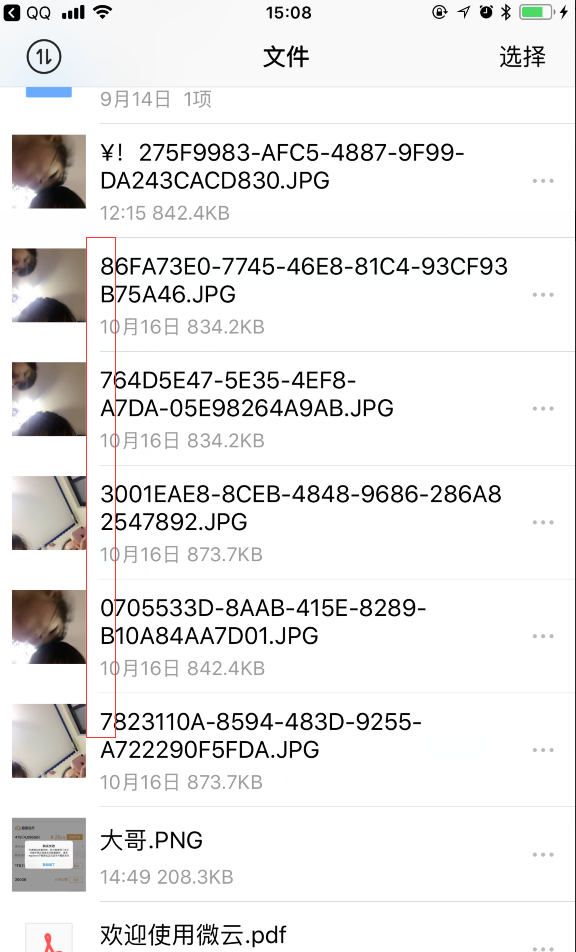 QQ
15:08
文件
选择
9月14日 1项
¥！275F9983-AFC5-4887-9F99-
DA243CACD830.JPG
12:15 842.4KB
86FA73E0-7745-46E8-81C4-93CF93
B75A46.JPG
10月16日 834.2KB
764D5E47-5E35-4EF8-
A7DA-05E98264A9AB.JPG
10月16日 834.2KB
3001EAE8-8CEB-4848-9686-286A8
2547892.JPG
10月16日 873.7KB
0705533D-8AAB-415E-8289-
B10A84AA7D01.JPG
10月16日 842.4KB
7823110A-8594-483D-9255-
A722290F5FDA.JPG
10月16日 873.7KB
大哥.PNG
14:49 208.3KB
欢迎使用微云.pdf